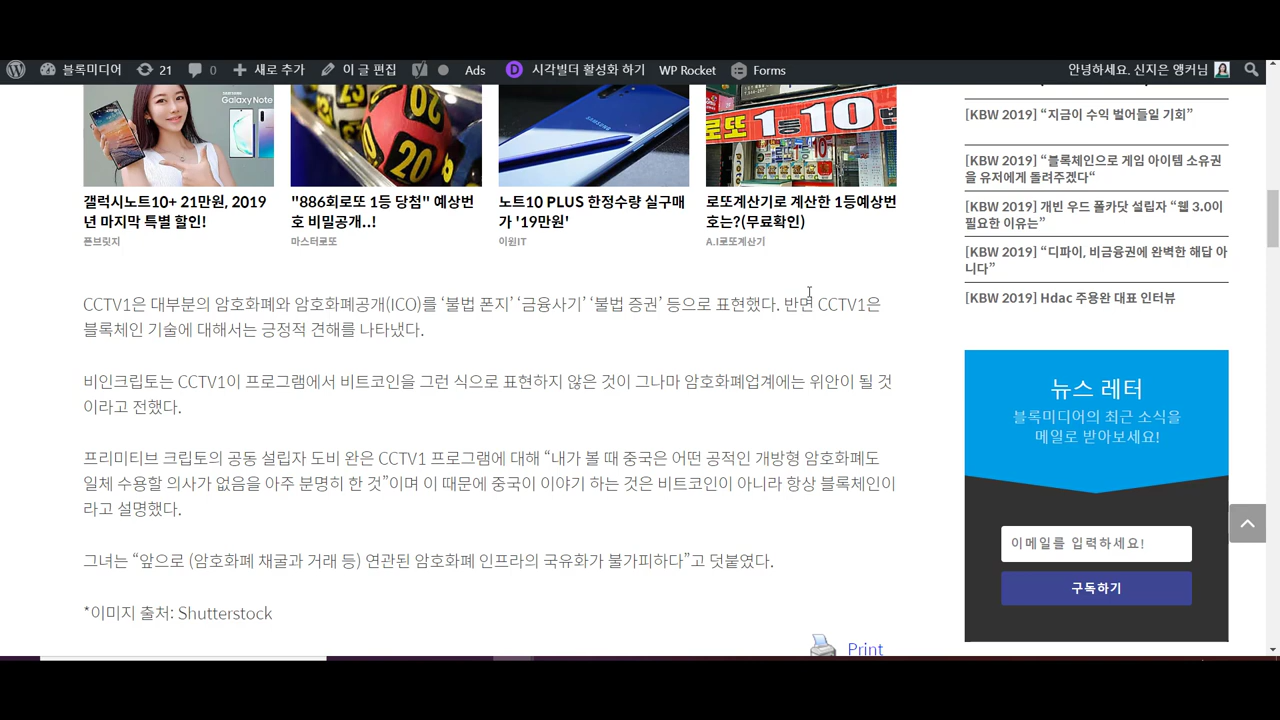 블록미디어 21 0 새로 추가 이 글 편집 Ads 시각빌더 활성화 하기 WP Rocket Forms 안녕하세요. 신지은 앵커님
SAMSUNG
Galaxy Note
20
로또1등10번
갤럭시노트10+ 21만원, 2019
년 마지막 특별 할인!
폰브릿지
"886회로또 1등 당첨" 예상번
호 비밀공개..!
마스터로또
노트10 PLUS 한정수량 실구매
가 '19만원'
이원IT
로또계산기로 계산한 1등예상번
호는?(무료확인)
A.I로또계산기
CCTV1은 대부분의 암호화폐와 암호화폐공개(ICO)를 ‘불법 폰지’ ‘금융사기’ ‘불법 증권’ 등으로 표현했다. 반면 CCTV1은
블록체인 기술에 대해서는 긍정적 견해를 나타냈다.
비인크립토는 CCTV1이 프로그램에서 비트코인을 그런 식으로 표현하지 않은 것이 그나마 암호화폐업계에는 위안이 될 것
이라고 전했다.
프리미티브 크립토의 공동 설립자 도비 완은 CCTV1 프로그램에 대해 “내가 볼 때 중국은 어떤 공적인 개방형 암호화폐도
일체 수용할 의사가 없음을 아주 분명히 한 것”이며 이 때문에 중국이 이야기 하는 것은 비트코인이 아니라 항상 블록체인이
라고 설명했다.
그녀는 “앞으로 (암호화폐 채굴과 거래 등) 연관된 암호화폐 인프라의 국유화가 불가피하다”고 덧붙였다.
*이미지 출처: Shutterstock
Print
[KBW 2019] “지금이 수익 벌어들일 기회”
[KBW 2019] “블록체인으로 게임 아이템 소유권
을 유저에게 돌려주겠다“
[KBW 2019] 개빈 우드 폴카닷 설립자 “웹 3.0이
필요한 이유는”
[KBW 2019] “디파이, 비금융권에 완벽한 해답 아
니다”
[KBW 2019] Hdac 주용완 대표 인터뷰
뉴스 레터
블록미디어의 최근 소식을
메일로 받아보세요!
이메일를 입력하세요!
구독하기